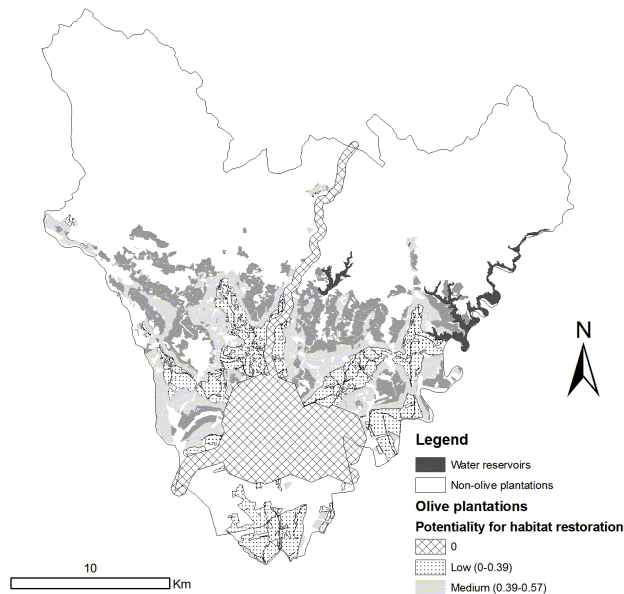 N
Legend
Water reservoirs
Non-olive plantations
Olive plantations
Potentiality for habitat restoration
0
Low (0-0.39)
Medium (0.39-0.57)
10
Km